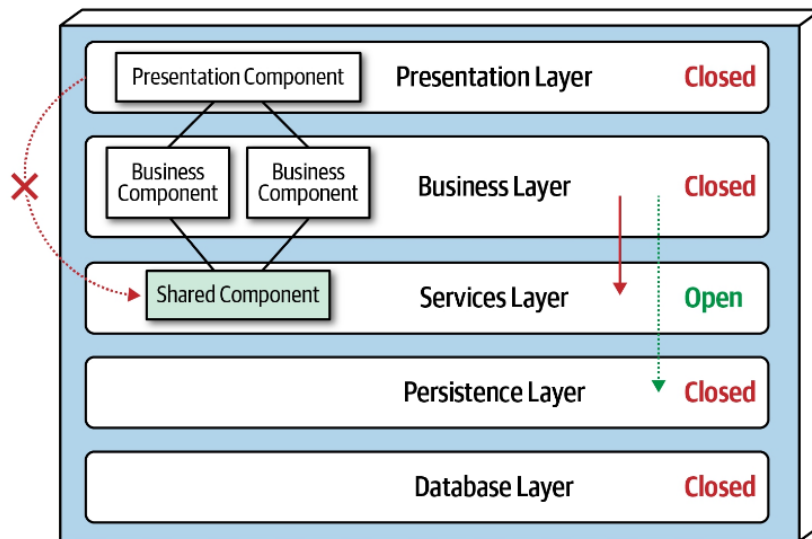 Presentation Component
Presentation Layer
Closed
Business
Component
Business
Component
Business Layer
Closed
Shared Component
Services Layer
Open
Persistence Layer
Closed
Database Layer
Closed